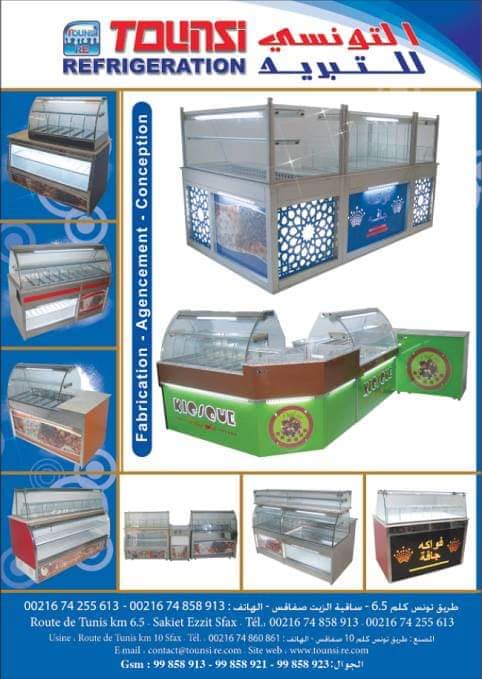 TOUNSI
REFRIGERATION
التونسي
للتبريد
TOUNSI
RE
Fabrication - Agencement - Conception
KIOSQUE
فواكه
جافة
طريق تونس كلم 6.5 - ساقية الزيت صفاقس - الهاتف : 913 858 74 00216 - 613 255 74 00216
Route de Tunis km 6.5 - Sakiet Ezzit Sfax . Tél. : 00216 74 858 913 . 00216 74 255 613
Usine : Route de Tunis km 10 Sfax . Tél. : 00216 74 860 861 : المصنع : طريق تونس كلم 10 صفاقس - الهاتف
E-mail : contact@tounsi-re.com . Site web : www.tounsi-re.com
Gsm : 99 858 913 - 99 858 921 - 99 858 923 : الجوال